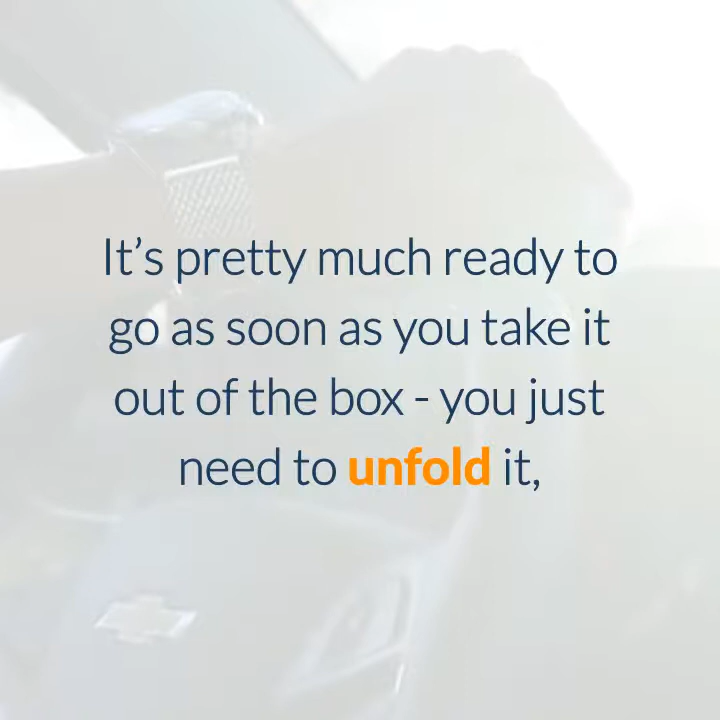 It’s pretty much ready to
go as soon as you take it
out of the box - you just
need to unfold it,